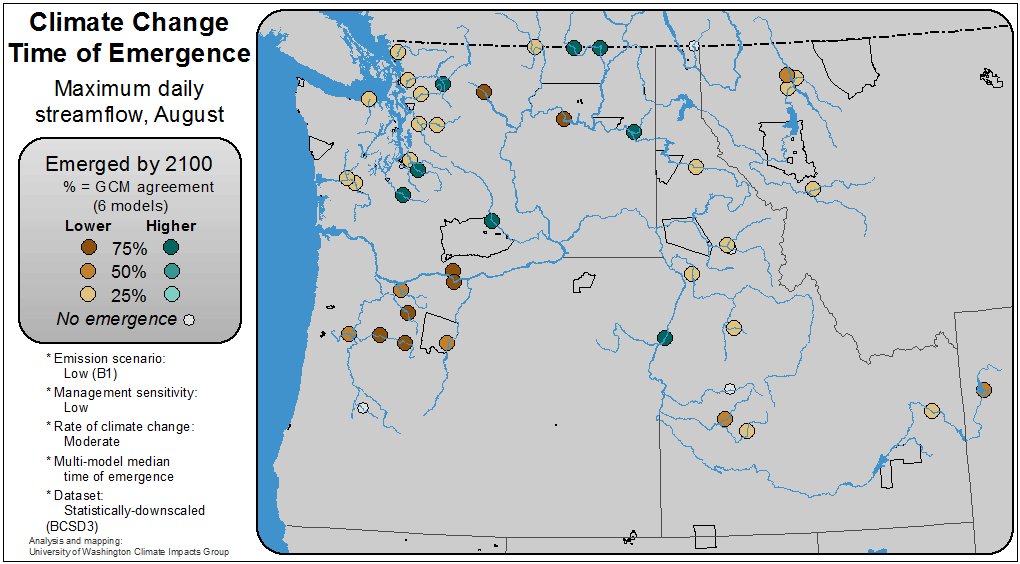 Climate Change
Time of Emergence
Maximum daily
streamflow, August
Emerged by 2100
% = GCM agreement
(6 models)
Lower Higher
75%
50%
25%
No emergence
* Emission scenario:
Low (B1)
* Management sensitivity:
Low
* Rate of climate change:
Moderate
* Multi-model median
time of emergence
* Dataset:
Statistically-downscaled
(BCSD3)
Analysis and mapping:
University of Washington Climate Impacts Group